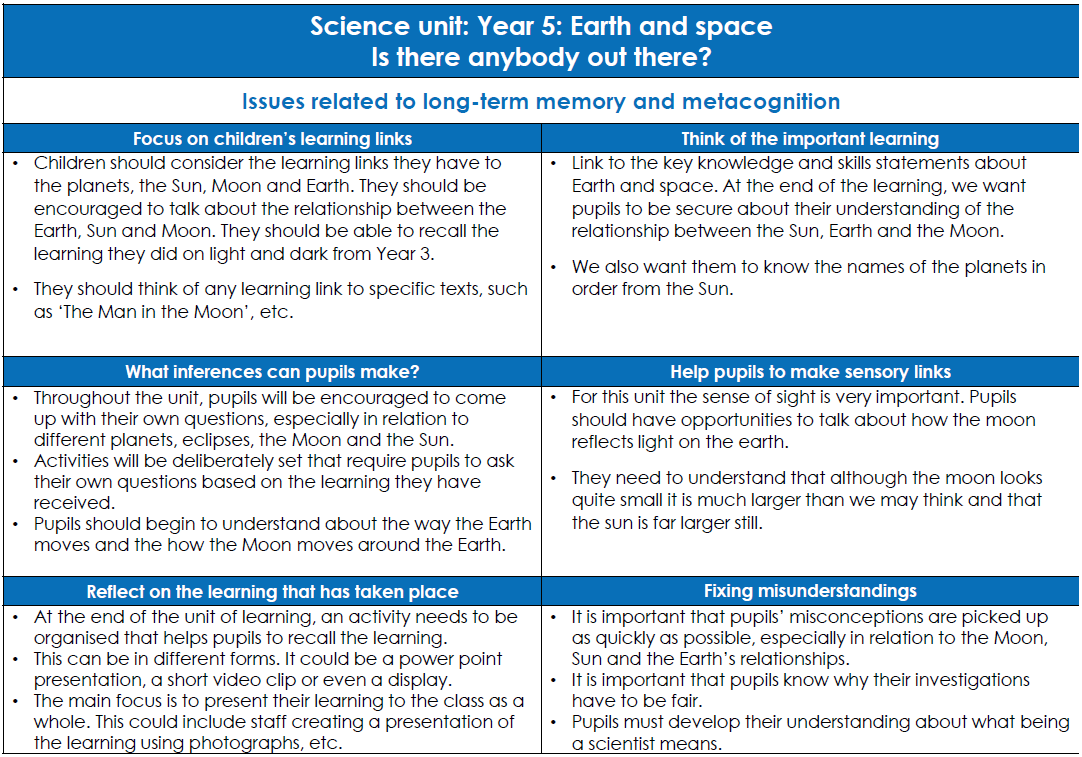 Science unit: Year 5: Earth and space
Is there anybody out there?
Issues related to long-term memory and metacognition
Focus on children's learning links
• Children should consider the learning links they have to
the planets, the Sun, Moon and Earth. They should be
encouraged to talk about the relationship between the
Earth, Sun and Moon. They should be able to recall the
learning they did on light and dark from Year 3.
• They should think of any learning link to specific texts, such
as ‘The Man in the Moon’, etc.
Think of the important learning
• Link to the key knowledge and skills statements about
Earth and space. At the end of the learning, we want
pupils to be secure about their understanding of the
relationship between the Sun, Earth and the Moon.
• We also want them to know the names of the planets in
order from the Sun.
What inferences can pupils make?
• Throughout the unit, pupils will be encouraged to come
up with their own questions, especially in relation to
different planets, eclipses, the Moon and the Sun.
• Activities will be deliberately set that require pupils to ask
their own questions based on the learning they have
received.
• Pupils should begin to understand about the way the Earth
moves and the how the Moon moves around the Earth.
Help pupils to make sensory links
• For this unit the sense of sight is very important. Pupils
should have opportunities to talk about how the moon
reflects light on the earth.
• They need to understand that although the moon looks
quite small it is much larger than we may think and that
the sun is far larger still.
Reflect on the learning that has taken place
• At the end of the unit of learning, an activity needs to be
organised that helps pupils to recall the learning.
• This can be in different forms. It could be a power point
presentation, a short video clip or even a display.
• The main focus is to present their learning to the class as a
whole. This could include staff creating a presentation of
the learning using photographs, etc.
Fixing misunderstandings
• It is important that pupils’ misconceptions are picked up
as quickly as possible, especially in relation to the Moon,
Sun and the Earth’s relationships.
• It is important that pupils know why their investigations
have to be fair.
• Pupils must develop their understanding about what being
a scientist means.